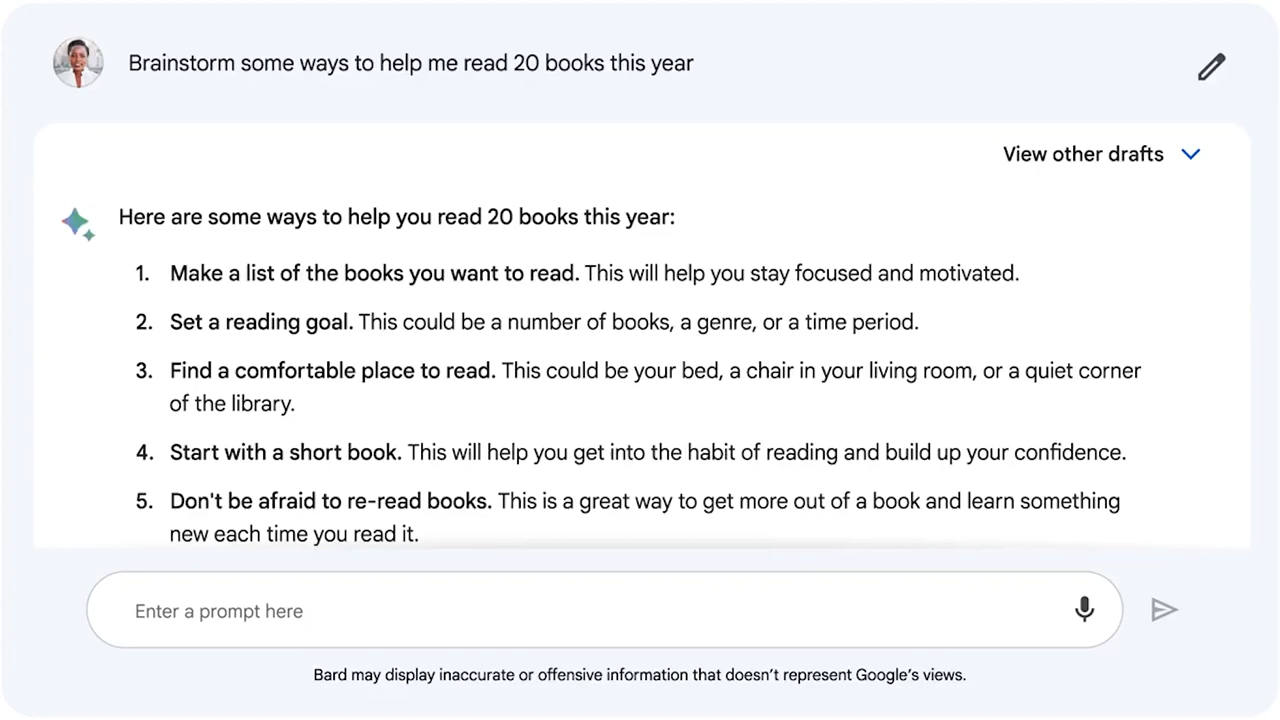 Brainstorm some ways to help me read 20 books this year
View other drafts
Here are some ways to help you read 20 books this year:
1. Make a list of the books you want to read. This will help you stay focused and motivated.
2. Set a reading goal. This could be a number of books, a genre, or a time period.
3. Find a comfortable place to read. This could be your bed, a chair in your living room, or a quiet corner
of the library.
4. Start with a short book. This will help you get into the habit of reading and build up your confidence.
5. Don't be afraid to re-read books. This is a great way to get more out of a book and learn something
new each time you read it.
Enter a prompt here
Bard may display inaccurate or offensive information that doesn’t represent Google’s views.